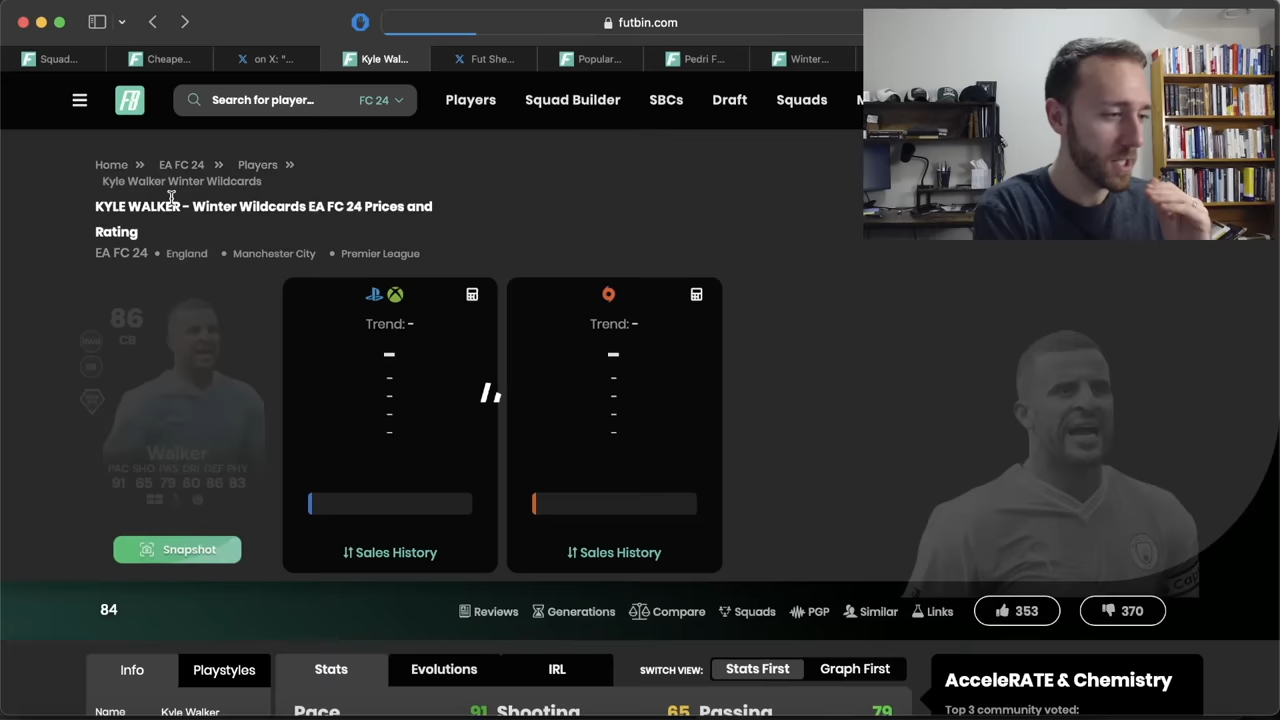 futbin.com
Squad...
Cheape...
on X: "...
Kyle Wal...
Fut She...
Popular...
Pedri F...
Winter...
Search for player...
FC 24
Players
Squad Builder
SBCs
Draft
Squads
Home » EA FC 24 » Players »
Kyle Walker Winter Wildcards
KYLE WALKER - Winter Wildcards EA FC 24 Prices and
Rating
EA FC 24 • England • Manchester City • Premier League
86
CB
Walker
PAC SHO PAS DRI DEF PHY
91 65 79 60 86 83
Snapshot
Trend: -
Sales History
Trend: -
Sales History
84
Reviews
Generations
Compare
Squads
PGP
Similar
Links
353
370
Info
Playstyles
Stats
Evolutions
IRL
SWITCH VIEW:
Stats First
Graph First
AcceleRATE & Chemistry
Top 3 community voted:
Name Kyle Walker
Pace 91 Shooting 65 Passing 79